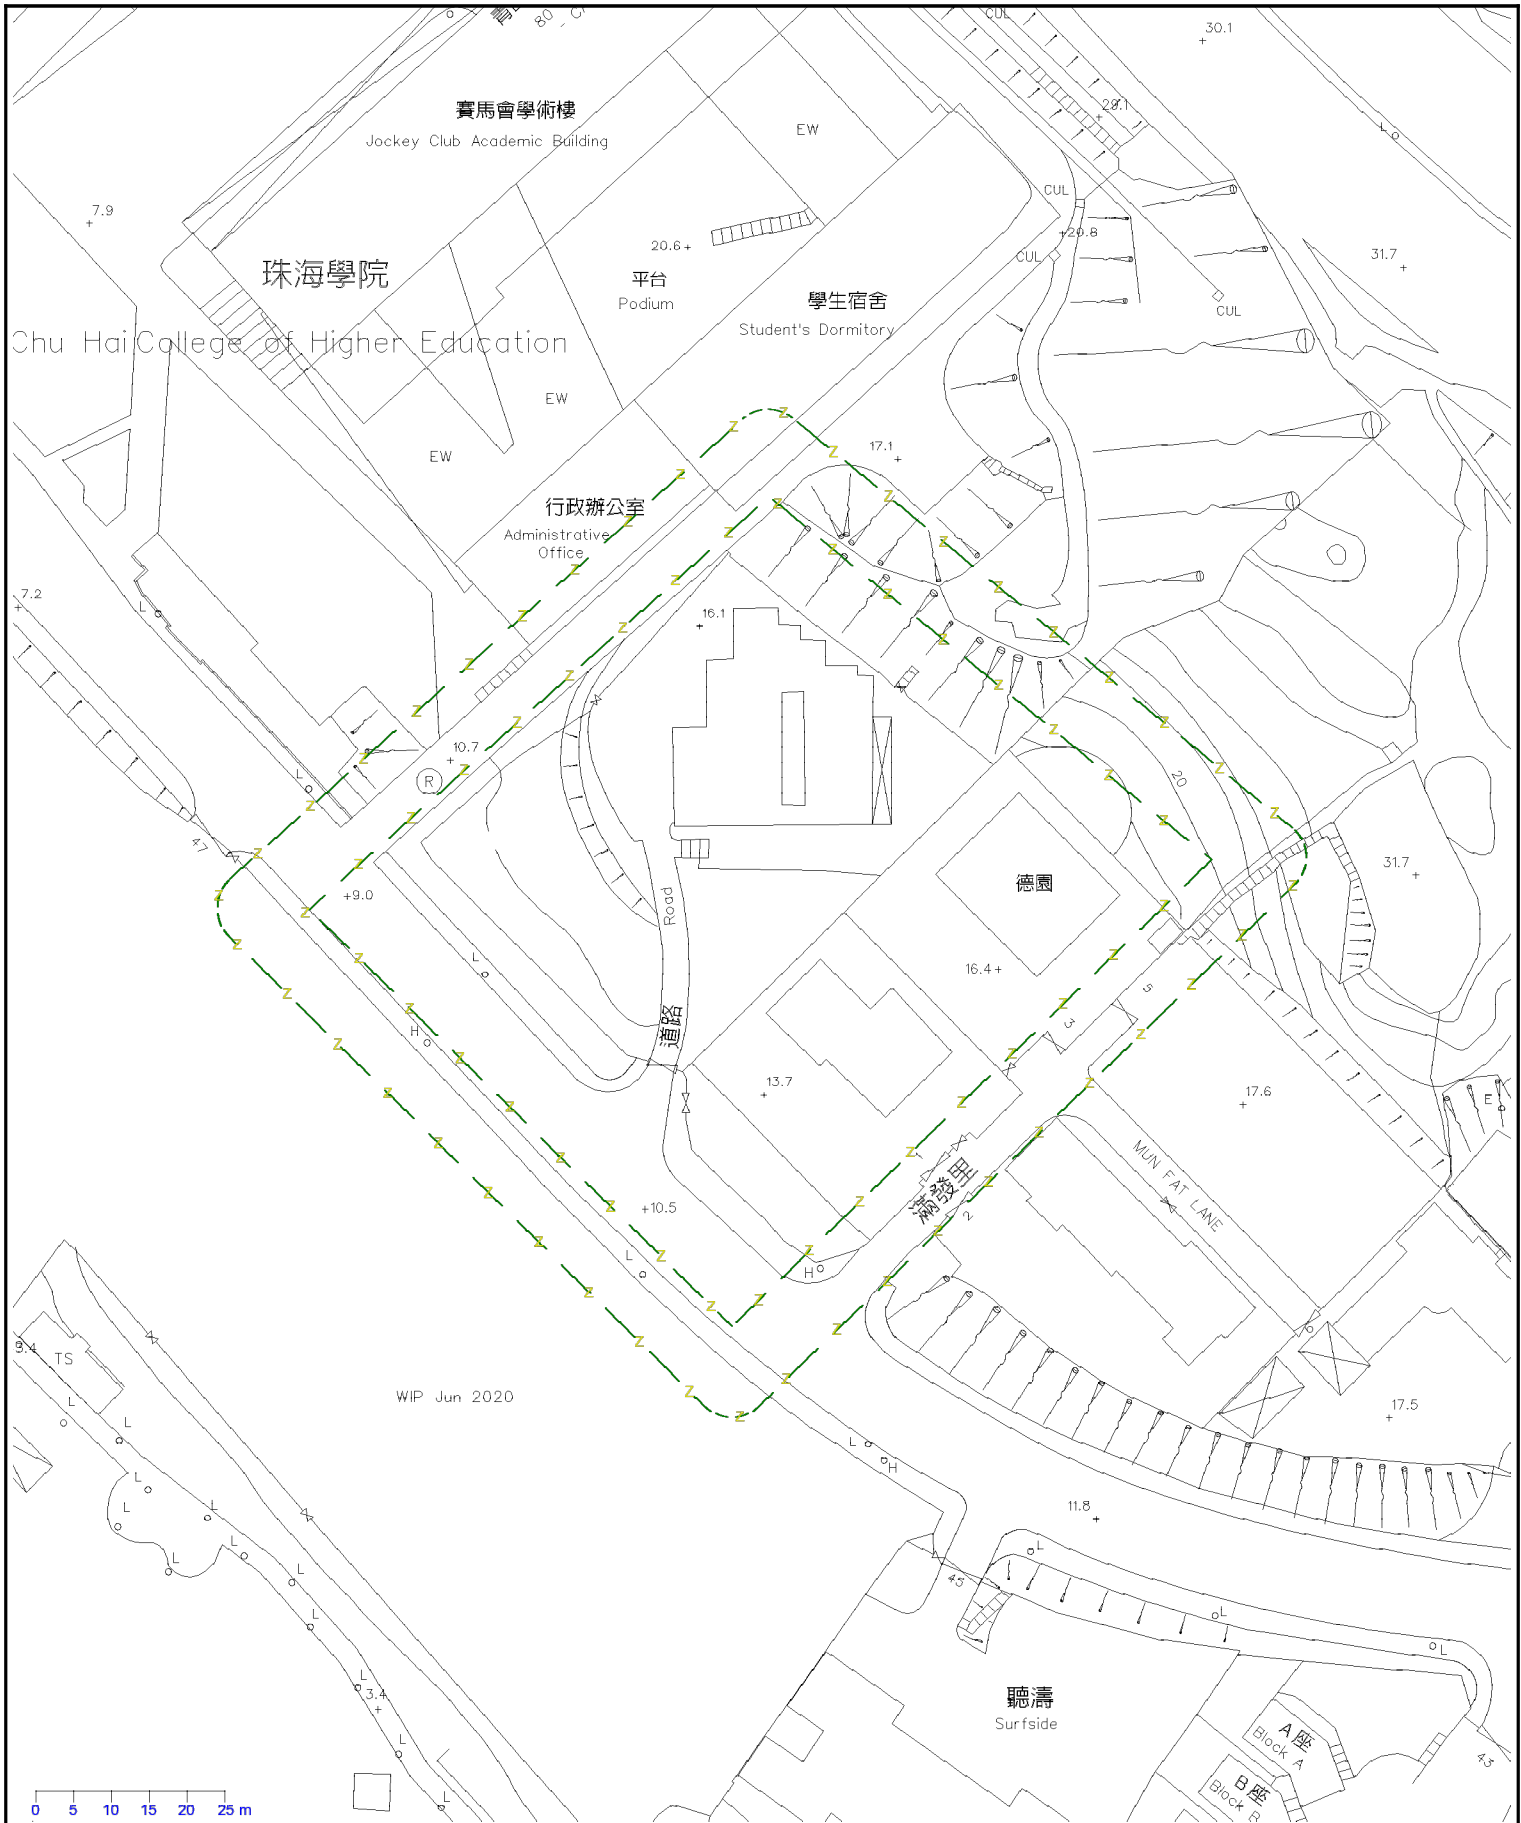 CUL
30.1
80
29.1
賽馬會學術樓
Jockey Club Academic Building
EW
L
7.9
CUL
20.8
20.6
CUL
31.7
珠海學院
平台
Podium
學生宿舍
Student's Dormitory
CUL
Chu Hai College of Higher Education
EW
EW
17.1
行政辦公室
Administrative
Office
7.2
L
16.1
10.7
R
L
20
47
31.7
德園
9.0
Road
L
16.4
5
3
H
道路
13.7
17.6
E
1
MUN FAT LANE
滿發里
2
10.5
L
H
3.4
TS
WIP Jun 2020
L
L
17.5
L
H
L
L
L
11.8
L
L
L
45
L
L
L
L
3.4
聽濤
Surfside
A座
Block A
43
L
B座
Block B
L
0 5 10 15 20 25 m